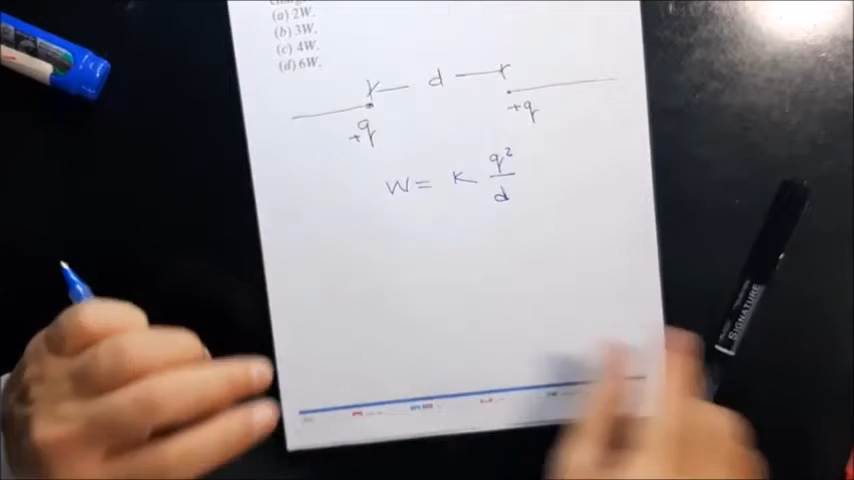 (a) 2W.
(b) 3W.
(c) 4W.
(d) 6W.
d
+q +q
W = K q²/d
SIGNATURE